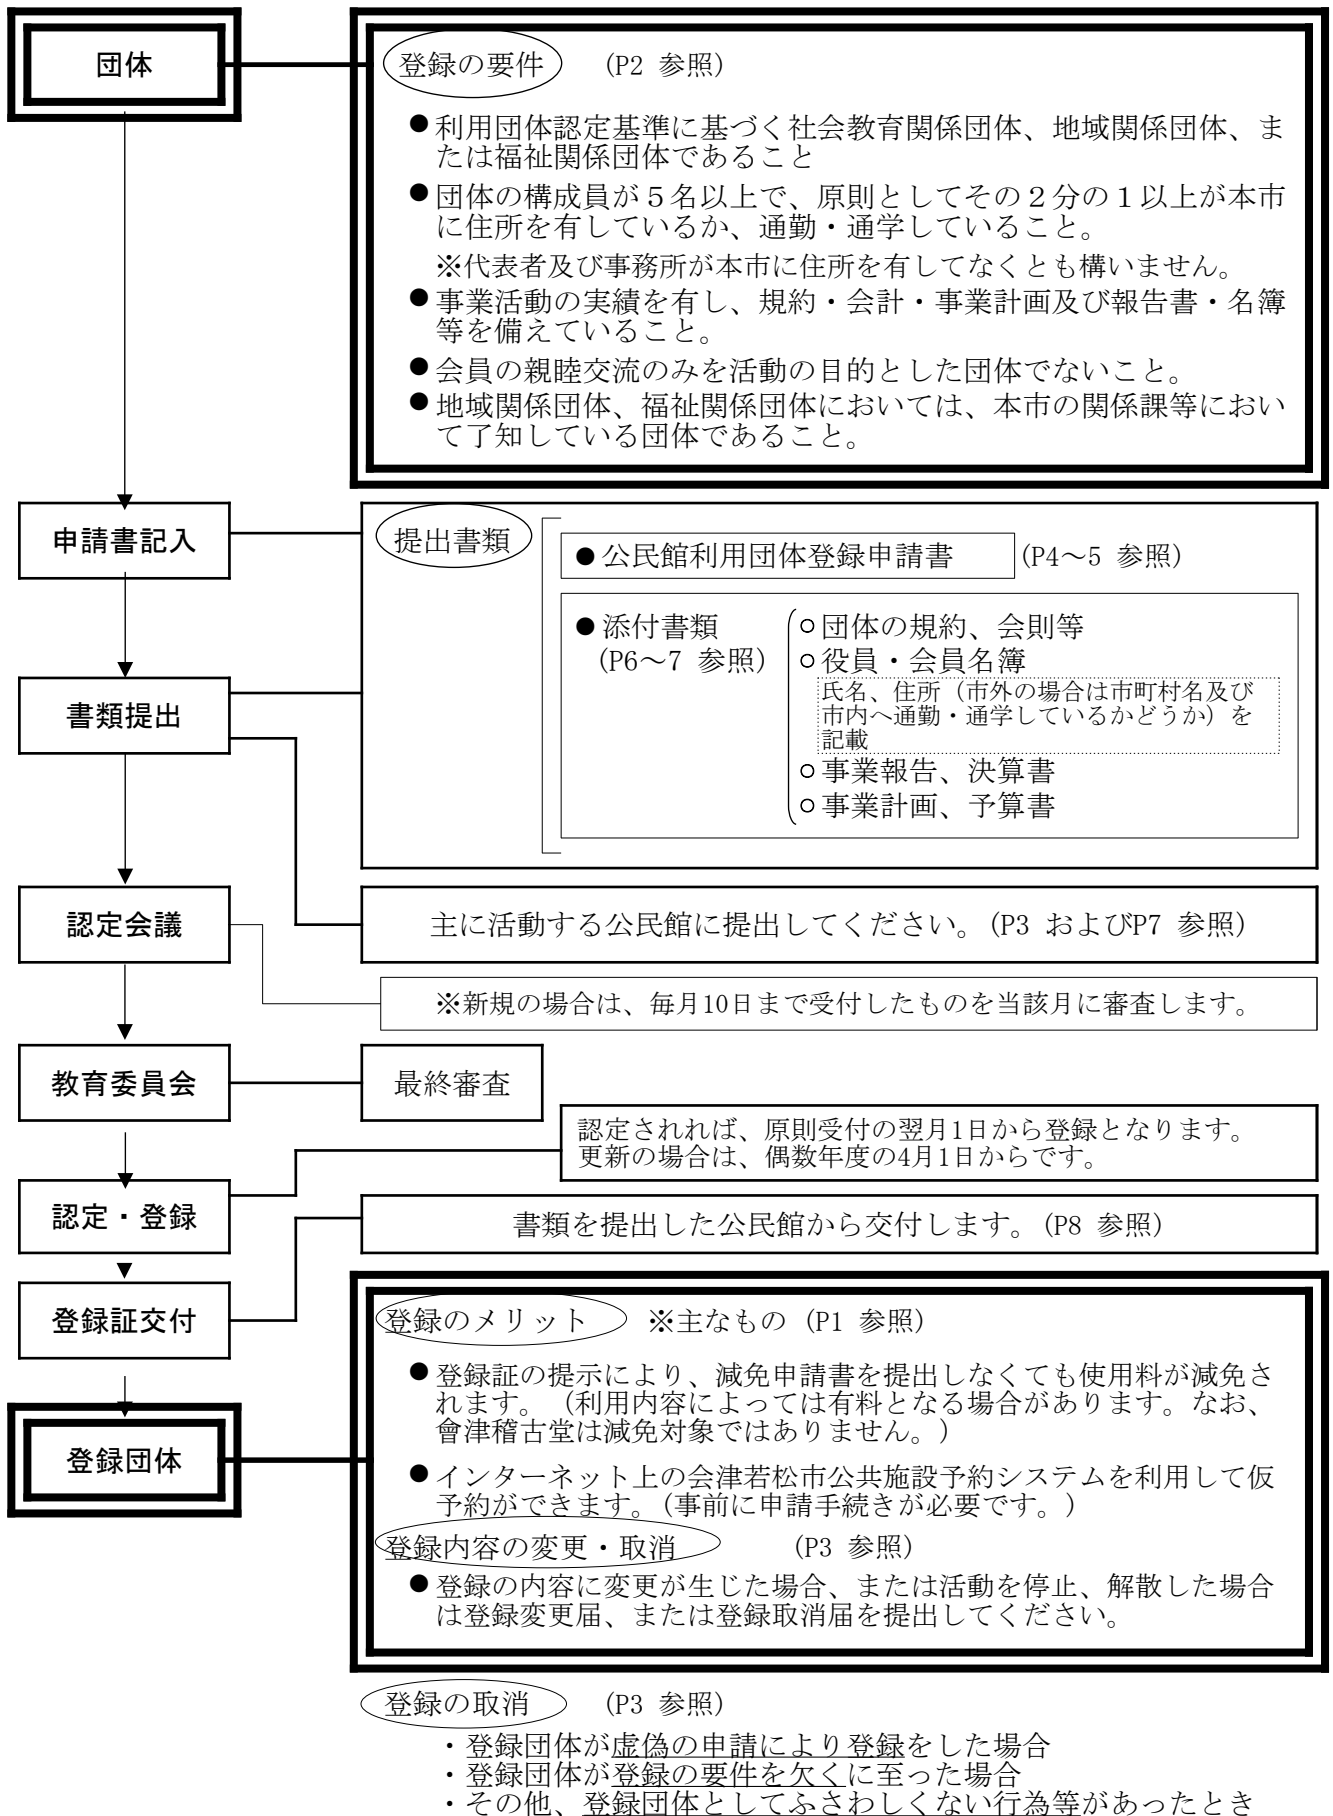 団体
登録の要件 (P2 参照)
●利用団体認定基準に基づく社会教育関係団体、地域関係団体、ま
たは福祉関係団体であること
●団体の構成員が５名以上で、原則としてその２分の１以上が本市
に住所を有しているか、通勤・通学していること。
※代表者及び事務所が本市に住所を有してなくとも構いません。
●事業活動の実績を有し、規約・会計・事業計画及び報告書・名簿
等を備えていること。
●会員の親睦交流のみを活動の目的とした団体でないこと。
●地域関係団体、福祉関係団体においては、本市の関係課等におい
て了知している団体であること。
申請書記入
提出書類
●公民館利用団体登録申請書 (P4～5 参照)
●添付書類
(P6～7 参照)
○団体の規約、会則等
○役員・会員名簿
氏名、住所（市外の場合は市町村名及び
市内へ通勤・通学しているかどうか）を
記載
○事業報告、決算書
○事業計画、予算書
書類提出
主に活動する公民館に提出してください。(P3 およびP7 参照)
認定会議
※新規の場合は、毎月10日まで受付したものを当該月に審査します。
教育委員会
最終審査
認定されれば、原則受付の翌月1日から登録となります。
更新の場合は、偶数年度の4月1日からです。
認定・登録
書類を提出した公民館から交付します。(P8 参照)
登録証交付
登録のメリット ※主なもの (P1 参照)
●登録証の提示により、減免申請書を提出しなくても使用料が減免さ
れます。（利用内容によっては有料となる場合があります。なお、
會津稽古堂は減免対象ではありません。）
登録団体
●インターネット上の会津若松市公共施設予約システムを利用して仮
予約ができます。(事前に申請手続きが必要です。)
登録内容の変更・取消 (P3 参照)
●登録の内容に変更が生じた場合、または活動を停止、解散した場合
は登録変更届、または登録取消届を提出してください。
登録の取消 (P3 参照)
・登録団体が虚偽の申請により登録をした場合
・登録団体が登録の要件を欠くに至った場合
・その他、登録団体としてふさわしくない行為等があったとき